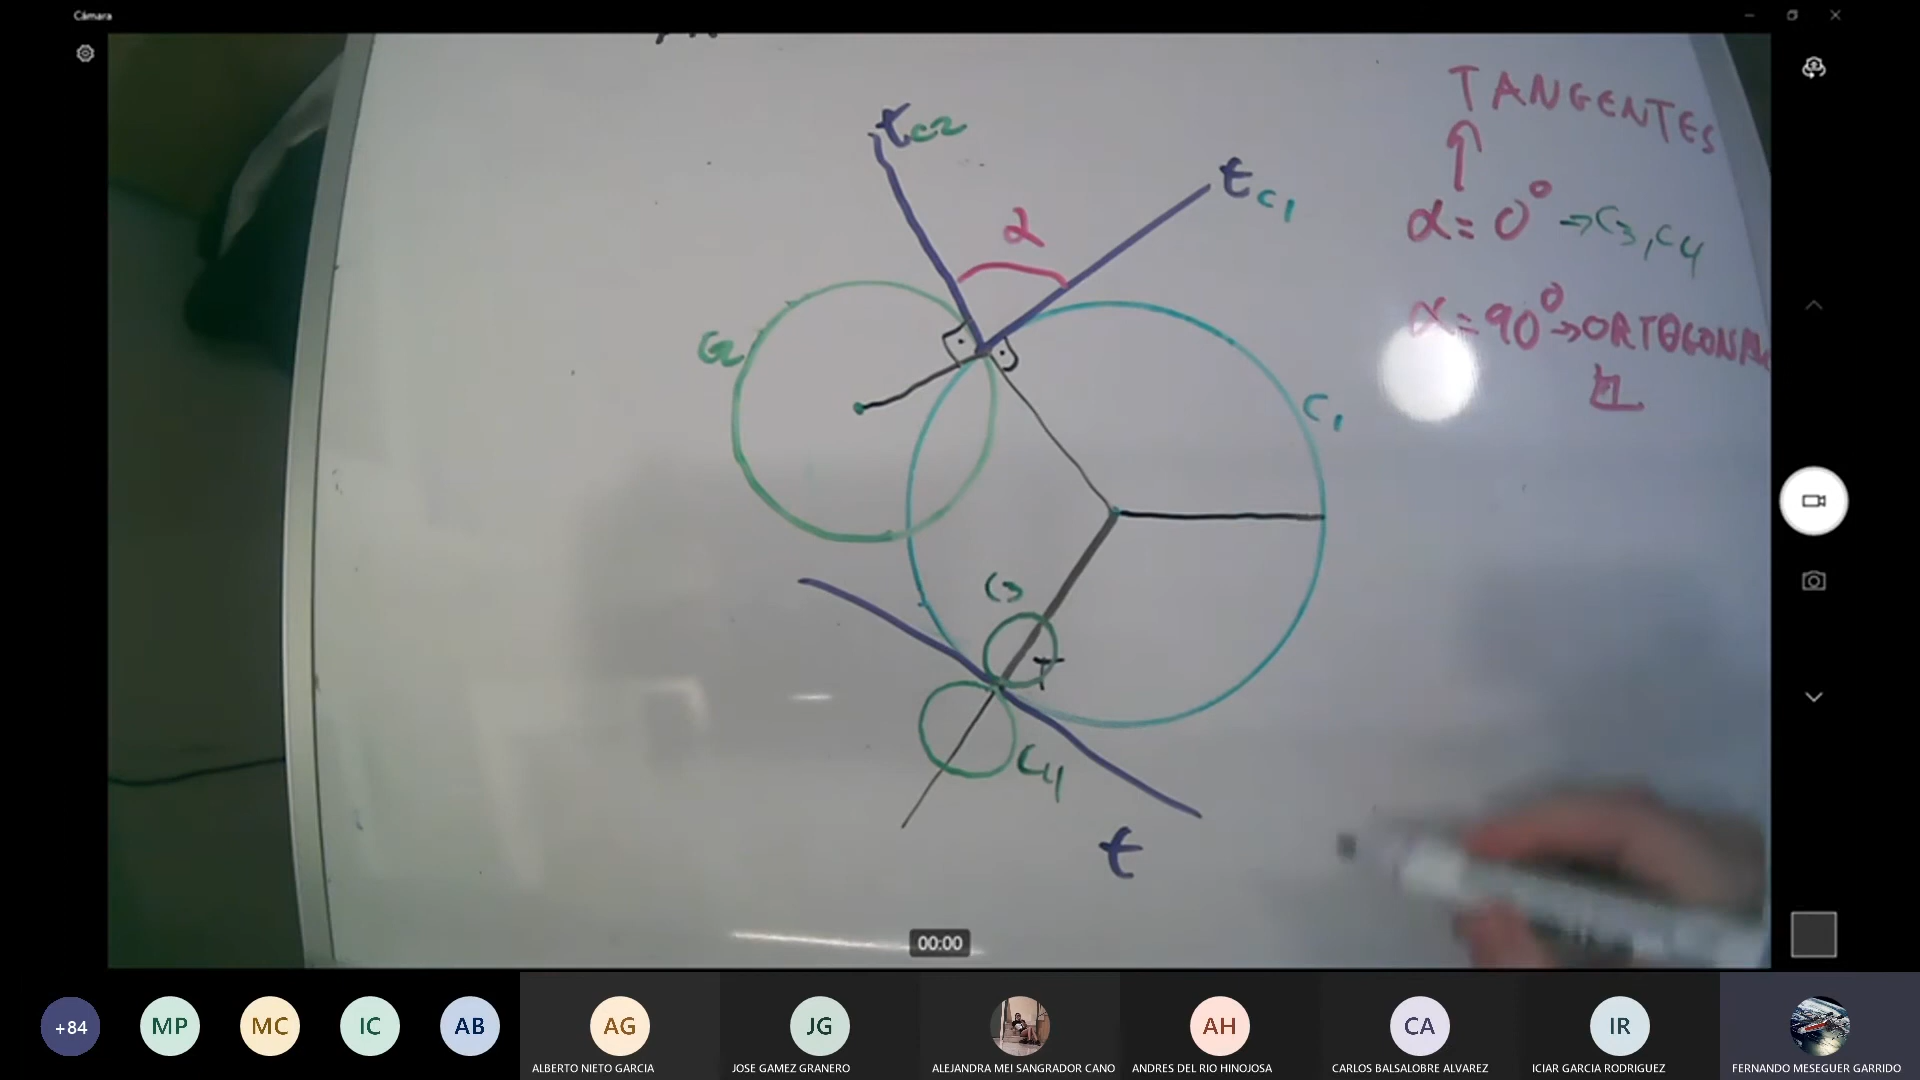 Cámara
tc2
tc1
α
TANGENTES
↑
α = 0° → C3, C4
α = 90° → ORTOGONAL
C2
C1
C3
T
C4
t
00:00
+84
MP
MC
IC
AB
AG
JG
AH
CA
IR
ALBERTO NIETO GARCIA
JOSE GAMEZ GRANERO
ALEJANDRA MEI SANGRADOR CANO
ANDRES DEL RIO HINOJOSA
CARLOS BALSALOBRE ALVAREZ
ICIAR GARCIA RODRIGUEZ
FERNANDO MESEGUER GARRIDO